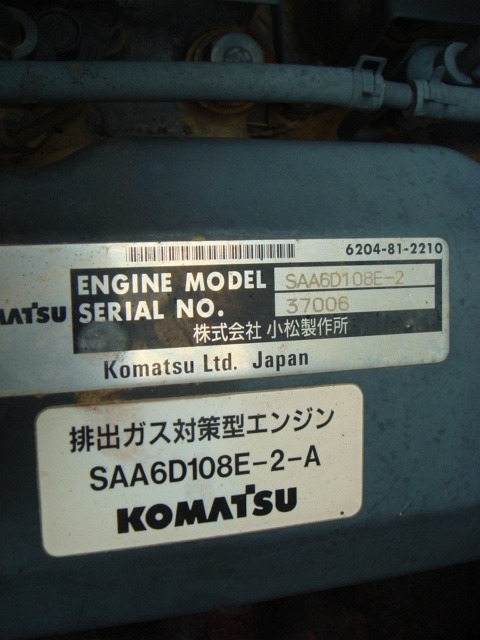 6204-81-2210
ENGINE MODEL SAA6D108E-2
KOMATSU SERIAL NO. 37006
株式会社 小松製作所
Komatsu Ltd. Japan
排出ガス対策型エンジン
SAA6D108E-2-A
KOMATSU